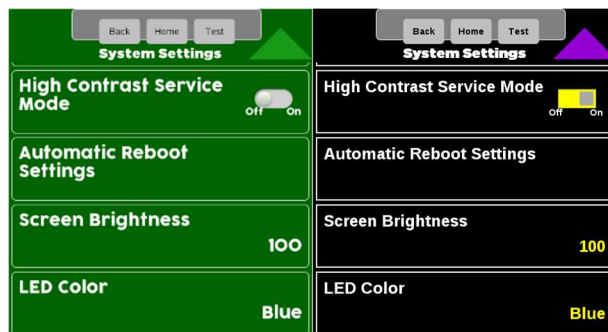 Back Home Test
System Settings
High Contrast Service
Mode
Off On
Automatic Reboot
Settings
Screen Brightness
100
LED Color
Blue
Back Home Test
System Settings
High Contrast Service Mode
Off On
Automatic Reboot Settings
Screen Brightness
100
LED Color
Blue